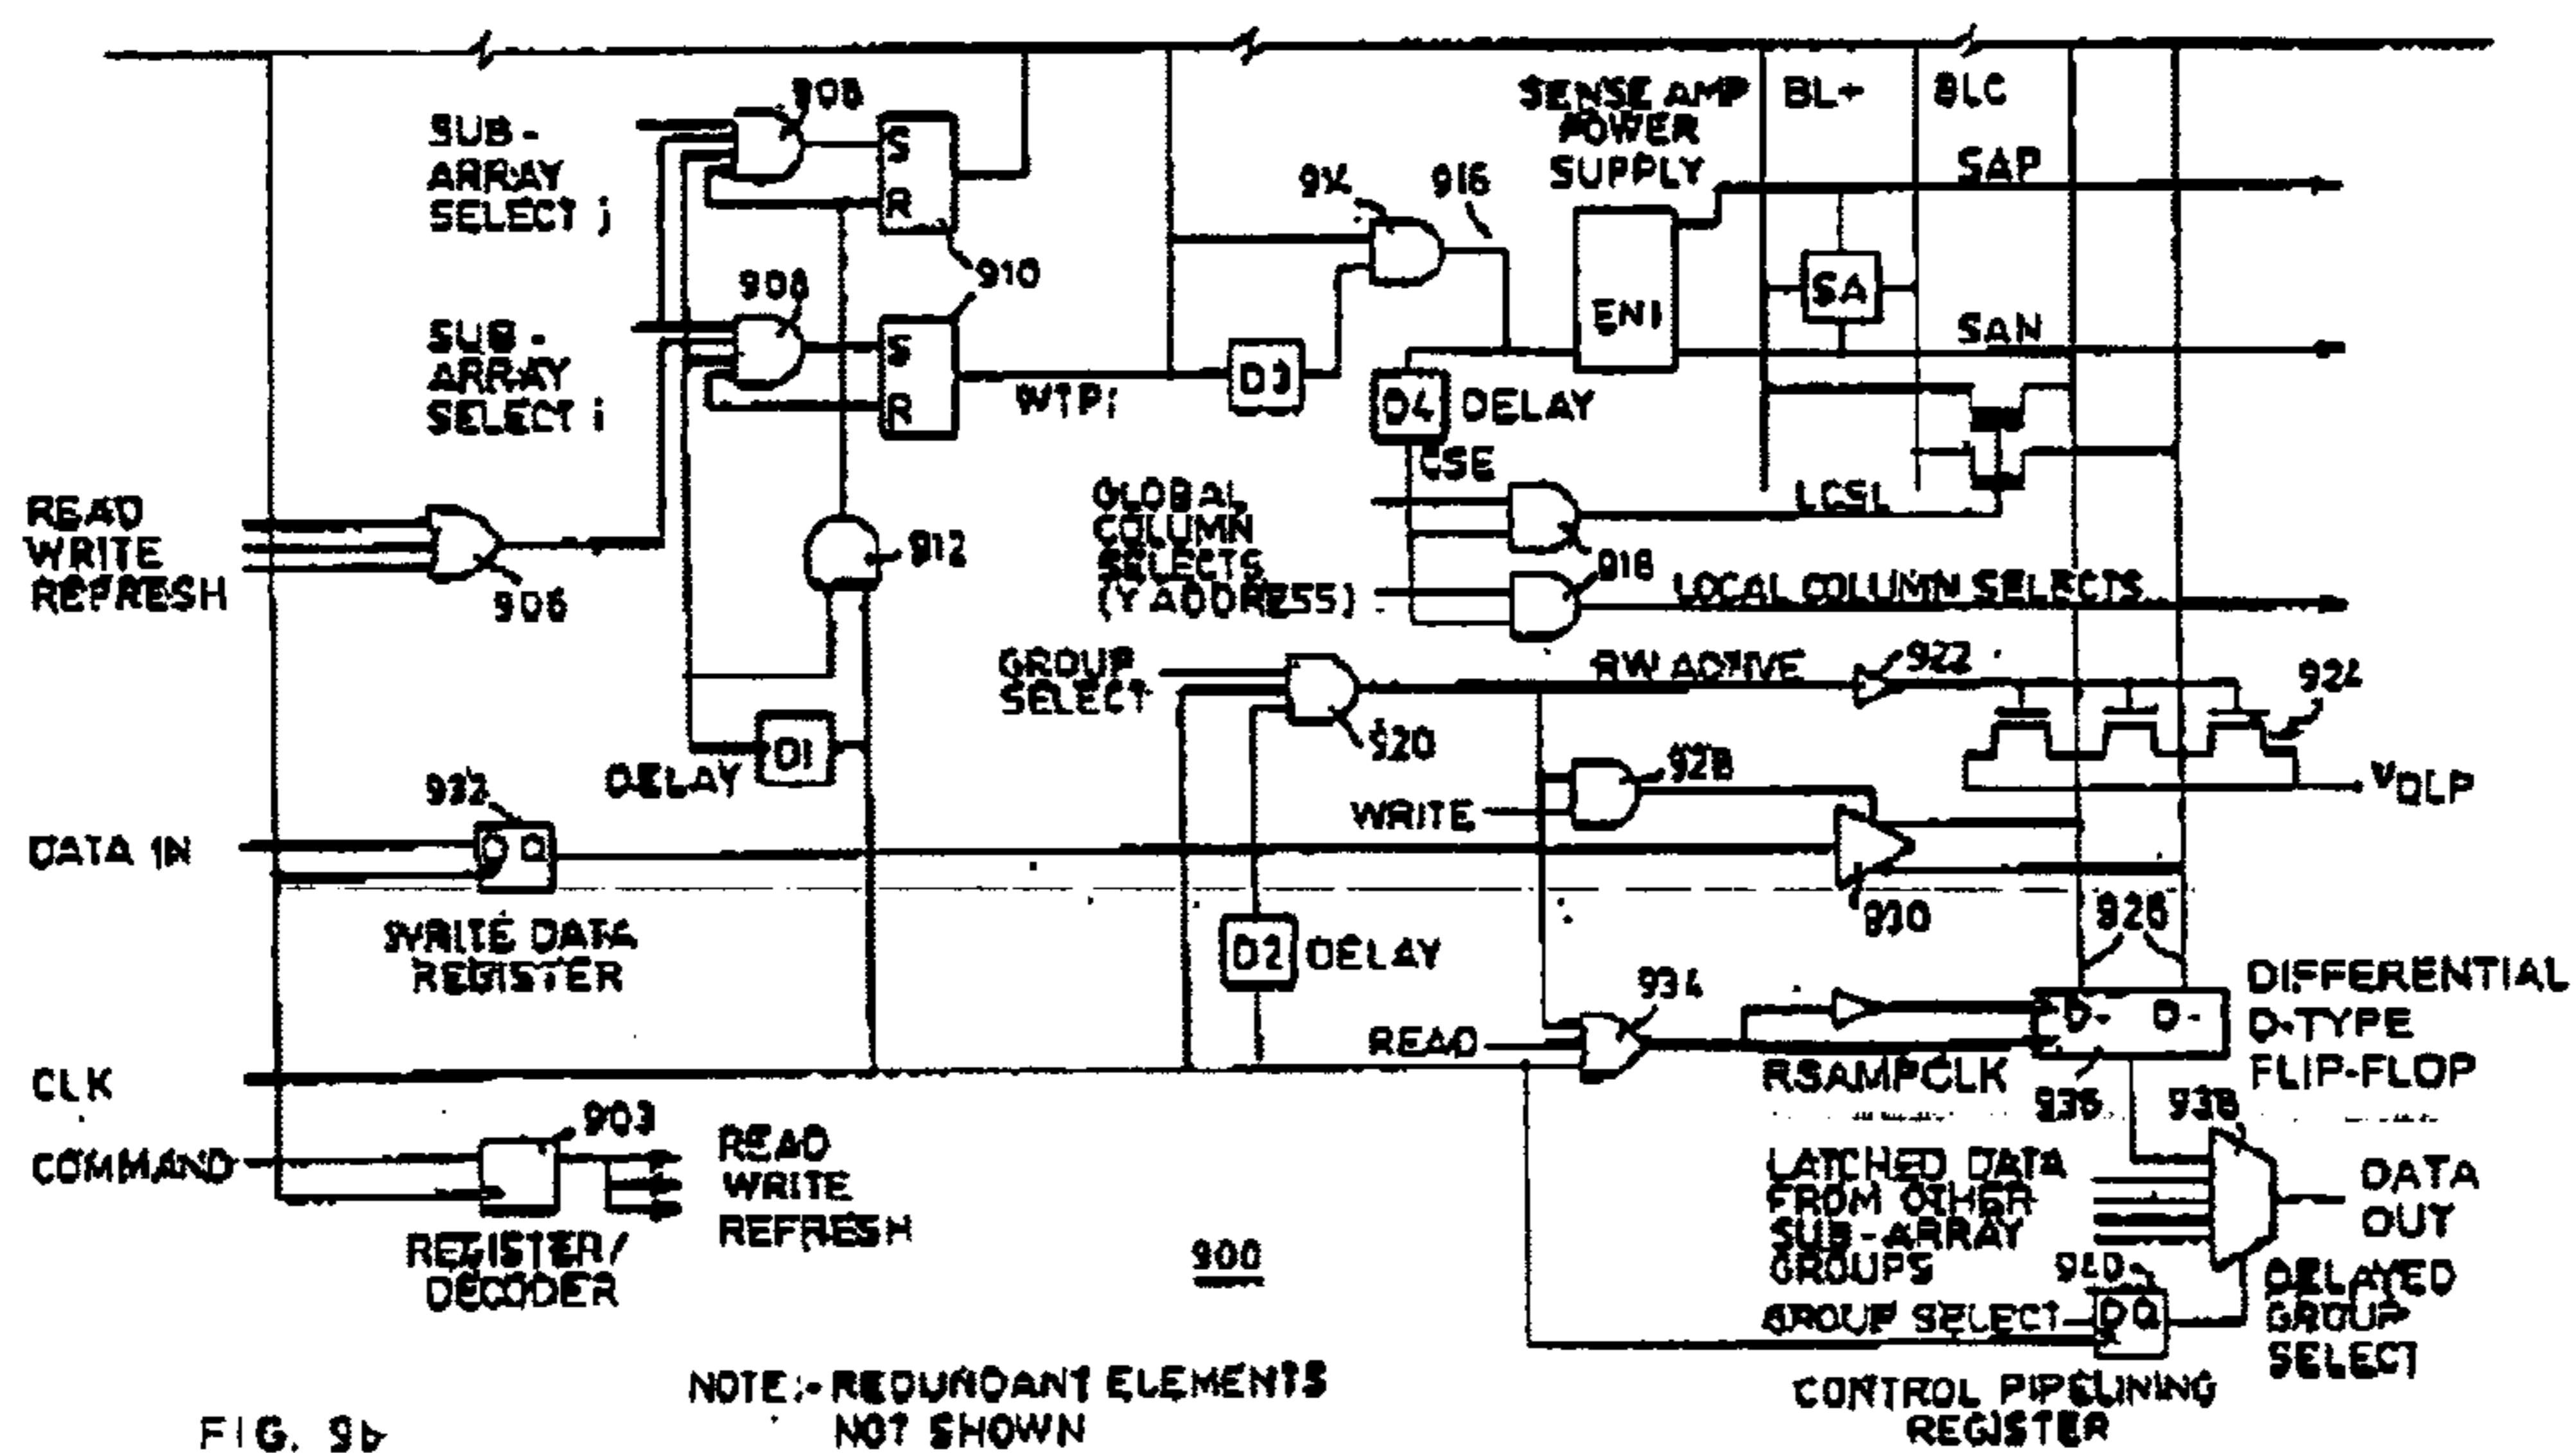 SUB-
ARRAY
SELECT j
908
S
R
910
SUB-
ARRAY
SELECT i
908
S
R
WTPi
D3
914
916
SENSE AMP
POWER
SUPPLY
EN1
BL+
BLC
SAP
SA
SAN
D4 DELAY
CSE
READ
WRITE
REFRESH
906
912
GLOBAL
COLUMN
SELECTS
(Y ADDRESS)
LCSL
918
LOCAL COLUMN SELECTS
GROUP
SELECT
920
RW ACTIVE
922
924
VDLP
D1
DELAY
WRITE
928
930
932
DATA IN
D Q
WRITE DATA
REGISTER
D2 DELAY
926
READ
934
RSAMPCLK
D- D-
936
DIFFERENTIAL
D-TYPE
FLIP-FLOP
CLK
COMMAND
903
READ
WRITE
REFRESH
REGISTER/
DECODER
900
938
LATCHED DATA
FROM OTHER
SUB-ARRAY
GROUPS
DATA
OUT
940
GROUP SELECT
D Q
DELAYED
GROUP
SELECT
CONTROL PIPELINING
REGISTER
NOTE:- REDUNDANT ELEMENTS
NOT SHOWN
FIG. 9b